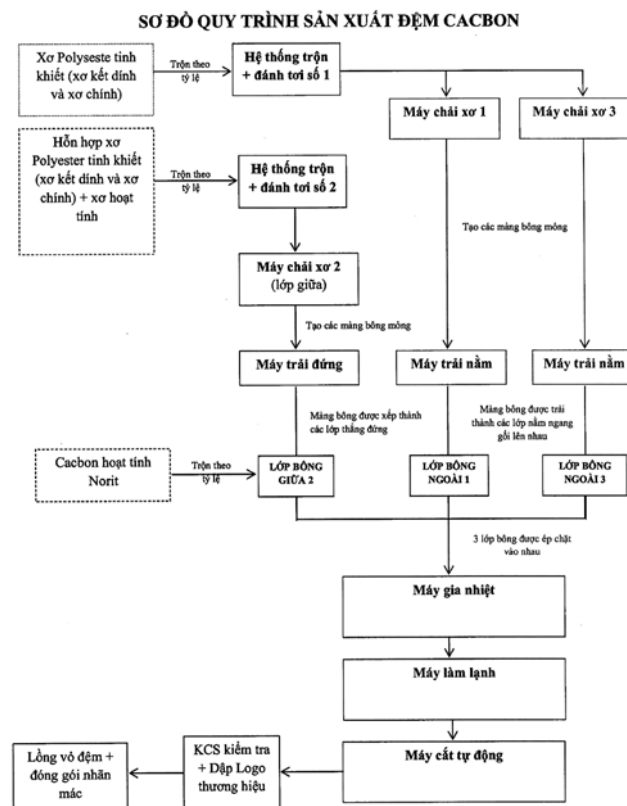 SƠ ĐỒ QUY TRÌNH SẢN XUẤT ĐỆM CACBON
Xơ Polyseste tinh
khiết (xơ kết dính
và xơ chính)
Trộn theo
tỷ lệ
Hệ thống trộn
+ đánh tơi số 1
Máy chải xơ 1
Máy chải xơ 3
Hỗn hợp xơ
Polyester tinh khiết
(xơ kết dính và xơ
chính) + xơ hoạt
tính
Trộn theo
tỷ lệ
Hệ thống trộn
+ đánh tơi số 2
Tạo các màng bông mỏng
Máy chải xơ 2
(lớp giữa)
Tạo các màng bông mỏng
Máy trải đứng
Máy trải nằm
Máy trải nằm
Màng bông được xếp thành
các lớp thẳng đứng
Màng bông được trải
thành các lớp nằm ngang
gối lên nhau
Cacbon hoạt tính
Norit
Trộn theo
tỷ lệ
LỚP BÔNG
GIỮA 2
LỚP BÔNG
NGOÀI 1
LỚP BÔNG
NGOÀI 3
3 lớp bông được ép chặt
vào nhau
Máy gia nhiệt
Máy làm lạnh
Máy cắt tự động
KCS kiểm tra
+ Dập Logo
thương hiệu
Lồng vỏ đệm +
đóng gói nhãn
mác